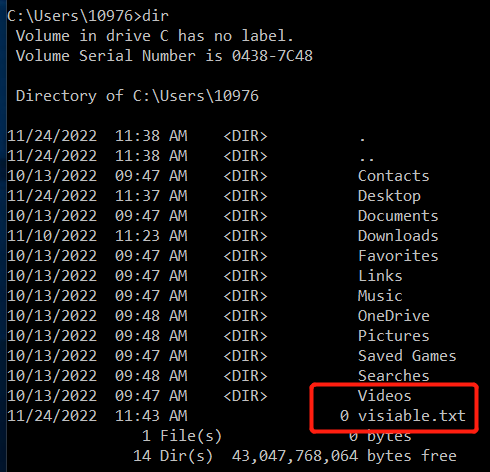 C:\Users\10976>dir
Volume in drive C has no label.
Volume Serial Number is 0438-7C48
Directory of C:\Users\10976
11/24/2022  11:38 AM    <DIR>          .
11/24/2022  11:38 AM    <DIR>          ..
10/13/2022  09:47 AM    <DIR>          Contacts
11/24/2022  11:37 AM    <DIR>          Desktop
10/13/2022  09:47 AM    <DIR>          Documents
11/10/2022  11:23 AM    <DIR>          Downloads
10/13/2022  09:47 AM    <DIR>          Favorites
10/13/2022  09:47 AM    <DIR>          Links
10/13/2022  09:47 AM    <DIR>          Music
10/13/2022  09:48 AM    <DIR>          OneDrive
10/13/2022  09:48 AM    <DIR>          Pictures
10/13/2022  09:47 AM    <DIR>          Saved Games
10/13/2022  09:48 AM    <DIR>          Searches
10/13/2022  09:47 AM    <DIR>          Videos
11/24/2022  11:43 AM                 0 visiable.txt
1 File(s)              0 bytes
14 Dir(s)  43,047,768,064 bytes free